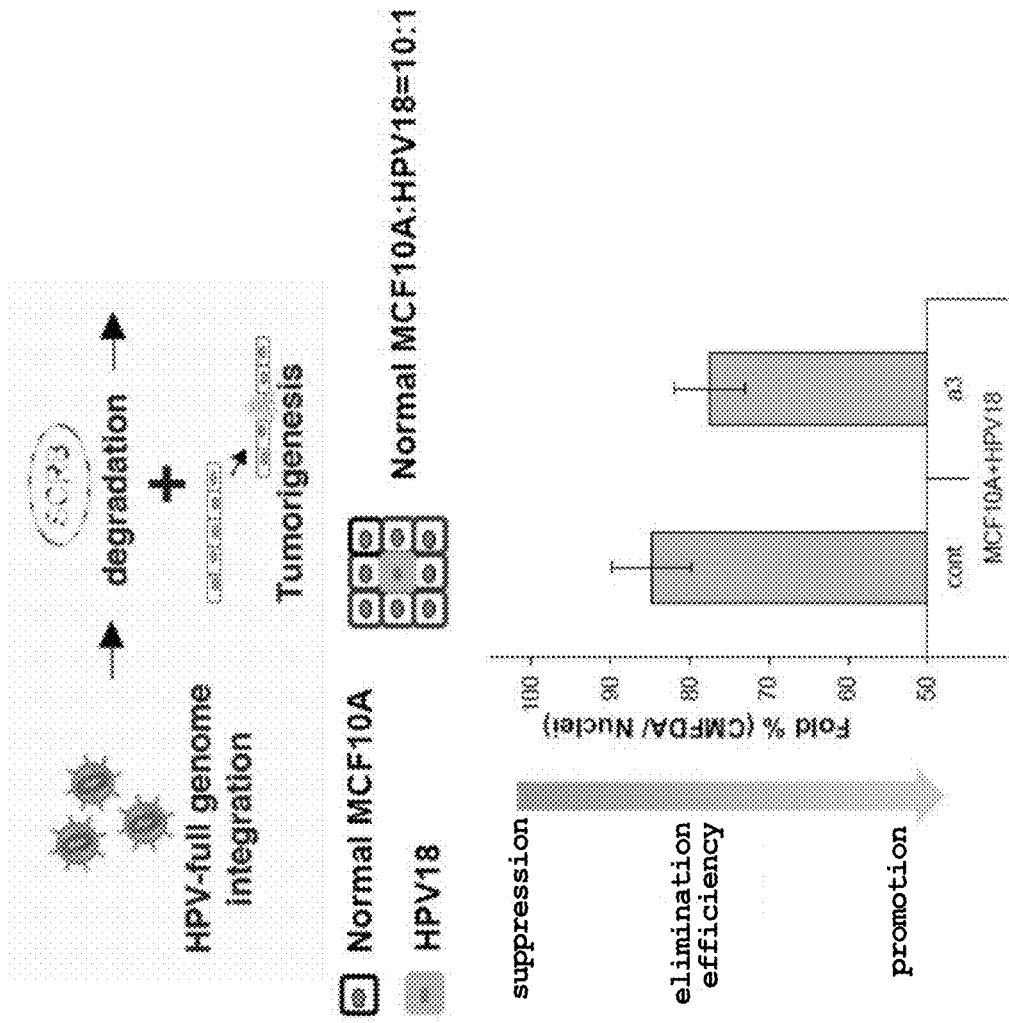 HPV-full genome
integration
degradation
+
Tumorigenesis
Normal MCF10A
HPV18
Normal MCF10A:HPV18=10:1
suppression
elimination
efficiency
promotion
Fold % (CMFDA/ Nuclei)
100
90
80
70
60
50
cont
a3
MCF10A+HPV18